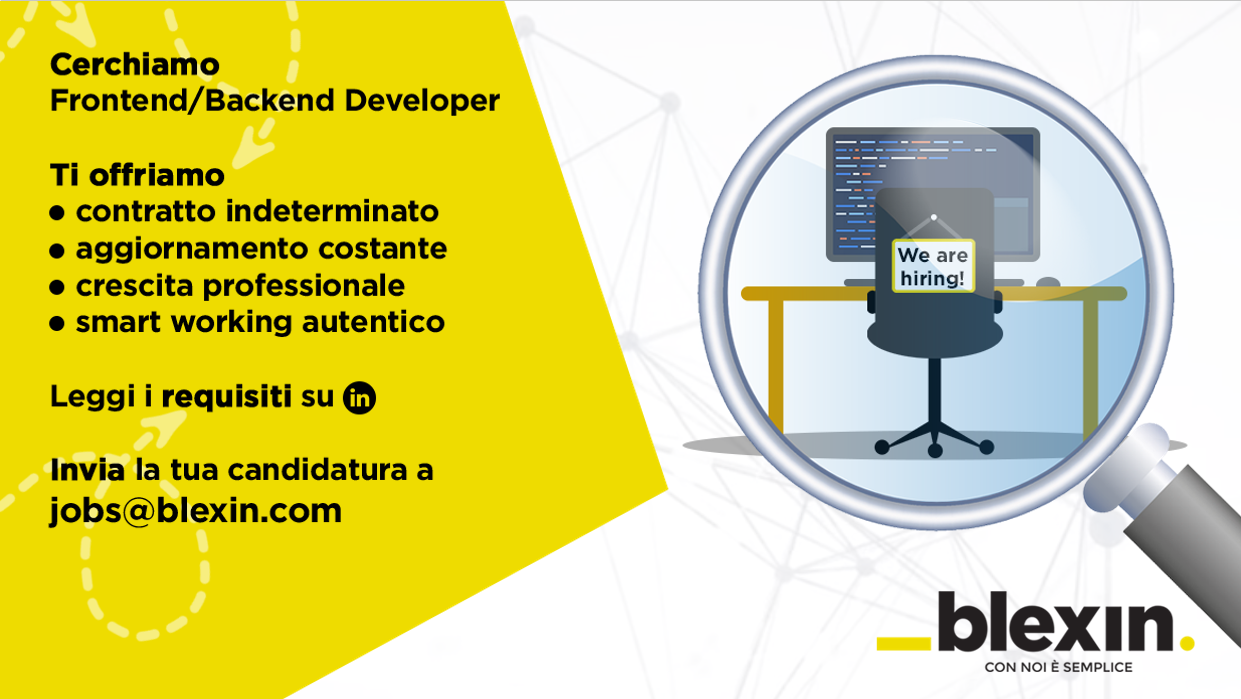 Cerchiamo
Frontend/Backend Developer
Ti offriamo
• contratto indeterminato
• aggiornamento costante
• crescita professionale
• smart working autentico
Leggi i requisiti su in
Invia la tua candidatura a
jobs@blexin.com
We are
hiring!
_blexin.
CON NOI È SEMPLICE